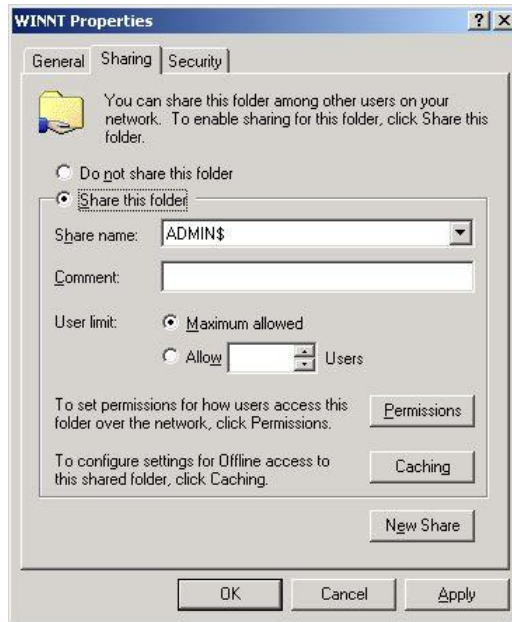 WINNT Properties
General Sharing Security
You can share this folder among other users on your
network. To enable sharing for this folder, click Share this
folder.
Do not share this folder
Share this folder
Share name: ADMIN$
Comment:
User limit: Maximum allowed
Allow Users
To set permissions for how users access this
folder over the network, click Permissions.
Permissions
To configure settings for Offline access to
this shared folder, click Caching.
Caching
New Share
OK Cancel Apply